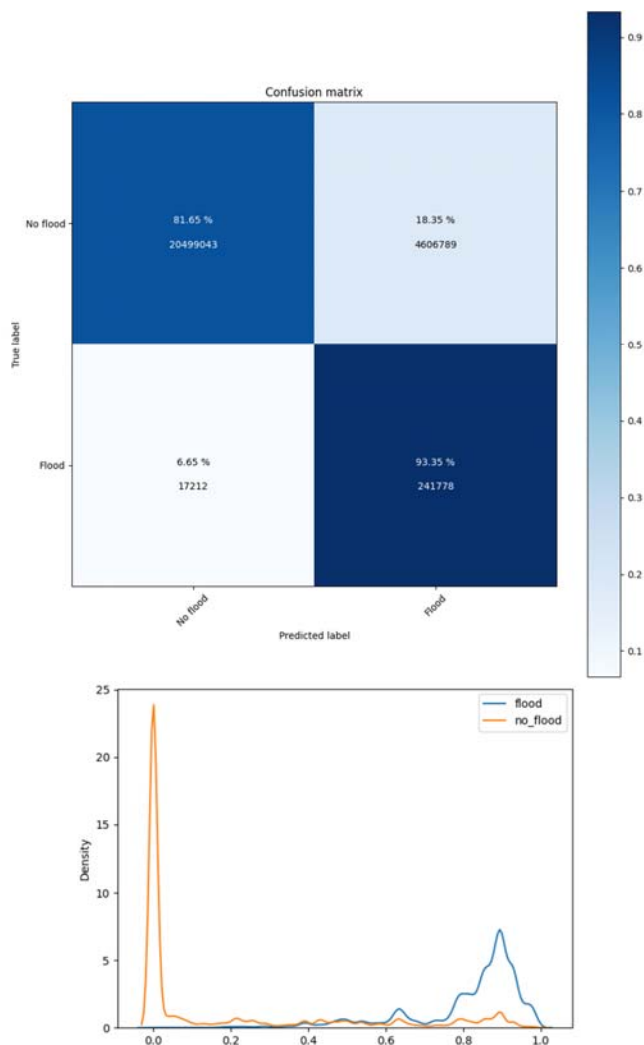 Confusion matrix
0.9
0.8
0.7
0.6
0.5
0.4
0.3
0.2
0.1
True label
No flood
81.65 %
18.35 %
20499043
4606789
Flood
6.65 %
93.35 %
17212
241778
No flood
Flood
Predicted label
flood
no_flood
Density
25
20
15
10
5
0
0.0 0.2 0.4 0.6 0.8 1.0